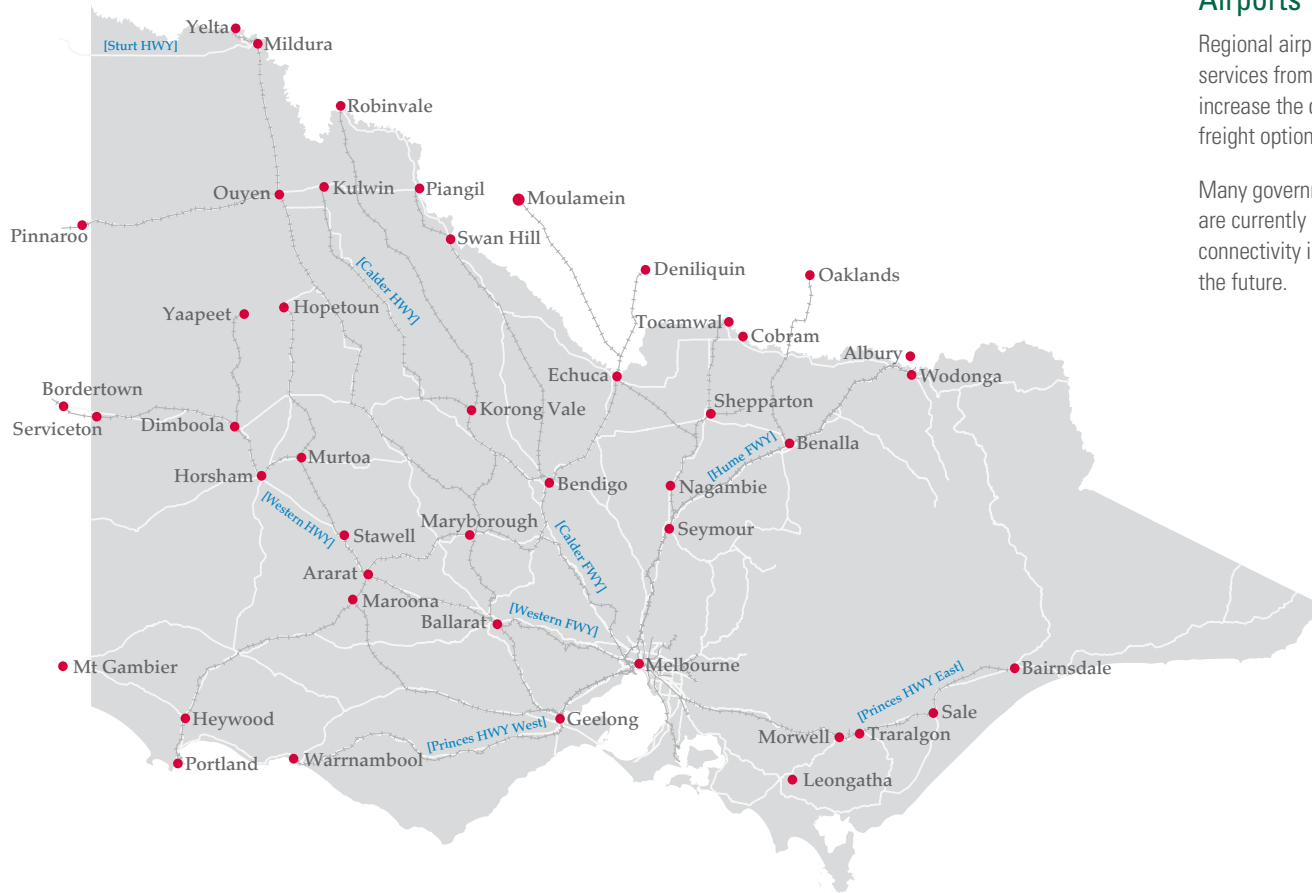 Airports
Regional airp
services from
increase the c
freight option
Many governm
are currently
connectivity i
the future.
Yelta
[Sturt HWY]
Mildura
Robinvale
Ouyen
Kulwin
Piangil
Moulamein
Pinnaroo
Swan Hill
[Calder HWY]
Deniliquin
Oaklands
Yaapeet
Hopetoun
Tocamwal
Cobram
Albury
Echuca
Wodonga
Bordertown
Serviceton
Dimboola
Korong Vale
Shepparton
[Hume FWY]
Benalla
Murtoa
Horsham
Bendigo
Nagambie
[Western HWY]
Stawell
Maryborough
[Calder FWY]
Seymour
Ararat
Maroona
Ballarat
[Western FWY]
Mt Gambier
Melbourne
Bairnsdale
[Princes HWY East]
Heywood
[Princes HWY West]
Geelong
Sale
Morwell
Traralgon
Portland
Warrnambool
Leongatha